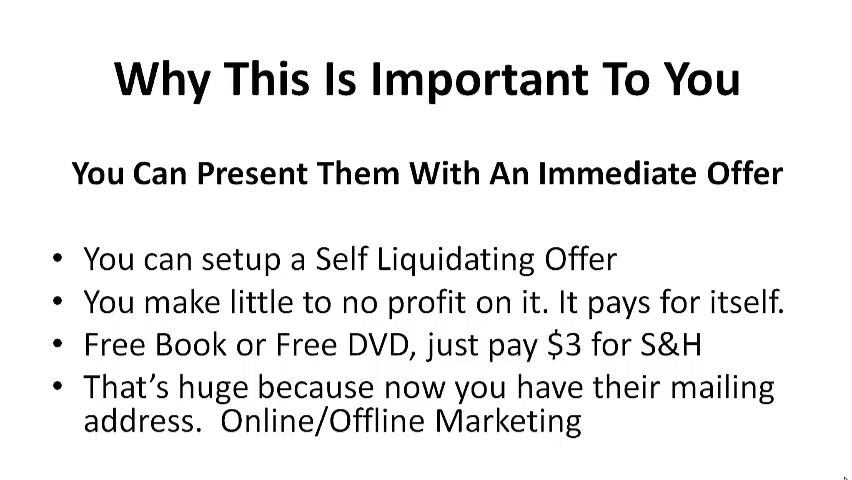 Why This Is Important To You
You Can Present Them With An Immediate Offer
• You can setup a Self Liquidating Offer
• You make little to no profit on it. It pays for itself.
• Free Book or Free DVD, just pay $3 for S&H
• That’s huge because now you have their mailing
address.  Online/Offline Marketing